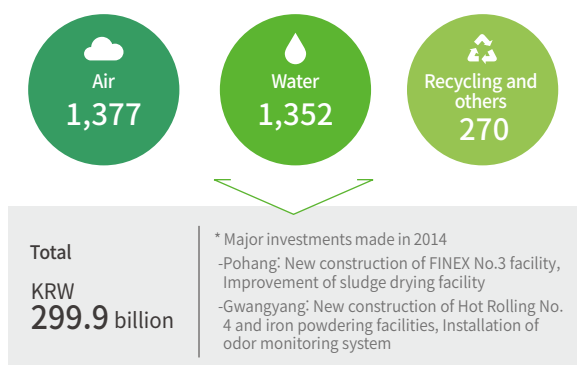 Air
1,377
Water
1,352
Recycling and
others
270
Total
KRW
299.9 billion
* Major investments made in 2014
-Pohang: New construction of FINEX No.3 facility,
Improvement of sludge drying facility
-Gwangyang: New construction of Hot Rolling No.
4 and iron powdering facilities, Installation of
odor monitoring system